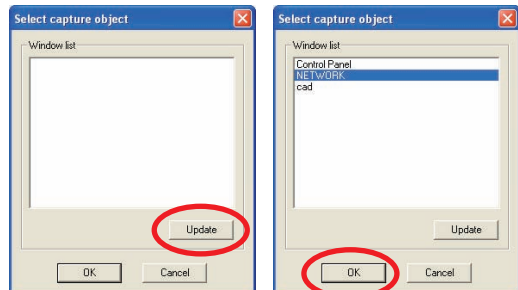 Select capture object
Window list
Update
OK Cancel
Select capture object
Window list
Control Panel
NETWORK
cad
Update
OK Cancel